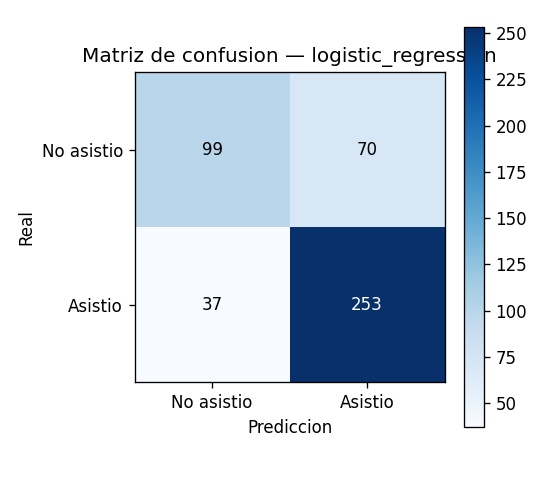 Matriz de confusion — logistic_regression
No asistio
99
70
Real
Asistio
37
253
No asistio
Asistio
Prediccion
250
225
200
175
150
125
100
75
50